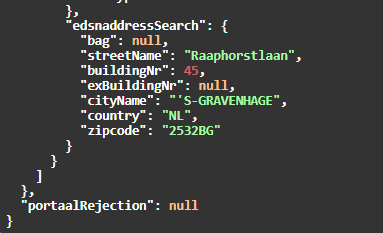 },
"edsnaddressSearch": {
"bag": null,
"streetName": "Raaphorstlaan",
"buildingNr": 45,
"exBuildingNr": null,
"cityName": "'S-GRAVENHAGE",
"country": "NL",
"zipcode": "2532BG"
}
}
]
},
"portaalRejection": null
}